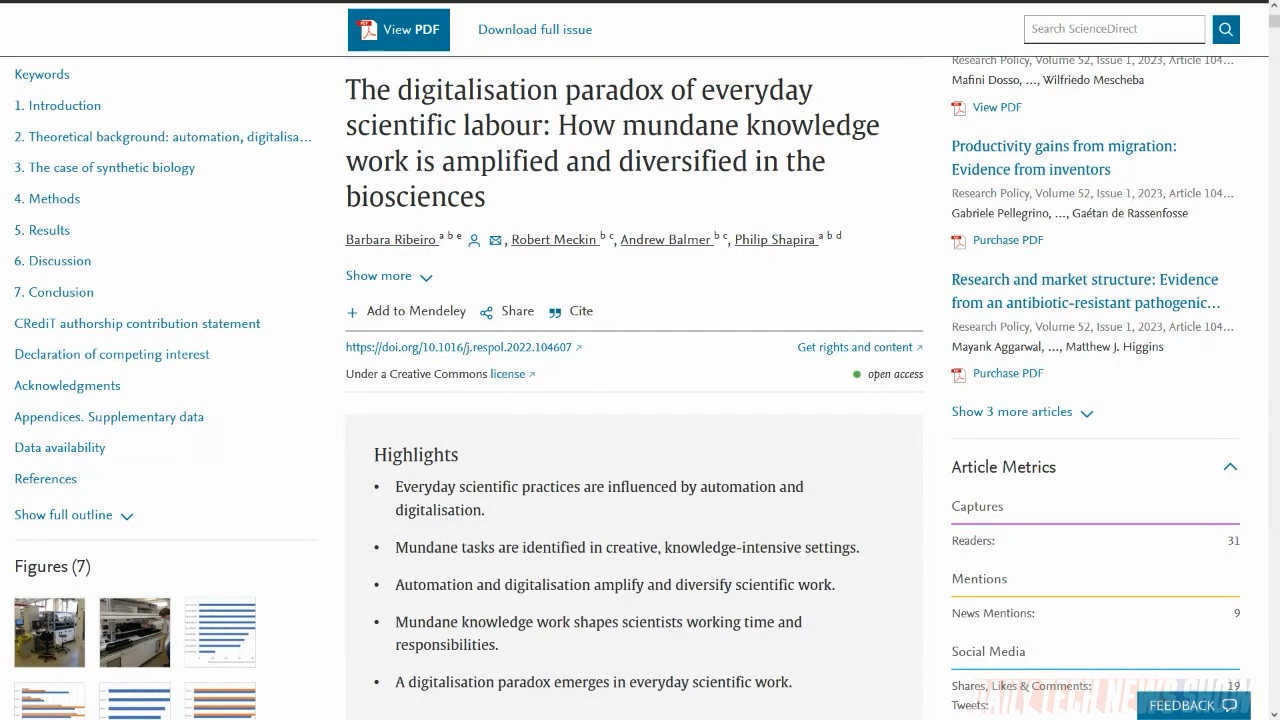 View PDF
Download full issue
Search ScienceDirect
Keywords
1. Introduction
2. Theoretical background: automation, digitalisa...
3. The case of synthetic biology
4. Methods
5. Results
6. Discussion
7. Conclusion
CRediT authorship contribution statement
Declaration of competing interest
Acknowledgments
Appendices. Supplementary data
Data availability
References
Show full outline
Figures (7)
The digitalisation paradox of everyday
scientific labour: How mundane knowledge
work is amplified and diversified in the
biosciences
Barbara Ribeiro a b e, Robert Meckin b c, Andrew Balmer b c, Philip Shapira a b d
Show more
Add to Mendeley Share Cite
https://doi.org/10.1016/j.respol.2022.104607
Get rights and content
Under a Creative Commons license
open access
Highlights
• Everyday scientific practices are influenced by automation and
digitalisation.
• Mundane tasks are identified in creative, knowledge-intensive settings.
• Automation and digitalisation amplify and diversify scientific work.
• Mundane knowledge work shapes scientists working time and
responsibilities.
• A digitalisation paradox emerges in everyday scientific work.
Research Policy, Volume 52, Issue 1, 2023, Article 104...
Mafini Dosso, ..., Wilfriedo Mescheba
View PDF
Productivity gains from migration:
Evidence from inventors
Research Policy, Volume 52, Issue 1, 2023, Article 104...
Gabriele Pellegrino, ..., Gaétan de Rassenfosse
Purchase PDF
Research and market structure: Evidence
from an antibiotic-resistant pathogenic...
Research Policy, Volume 52, Issue 1, 2023, Article 104...
Mayank Aggarwal, ..., Matthew J. Higgins
Purchase PDF
Show 3 more articles
Article Metrics
Captures
Readers: 31
Mentions
News Mentions: 9
Social Media
Shares, Likes & Comments: 19
Tweets:
DAILY TECH NEWS SHOW
FEEDBACK